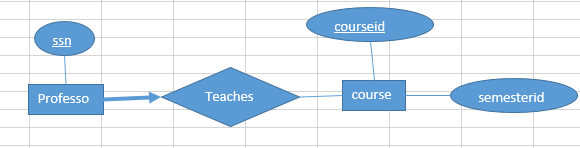 courseid
ssn
Professo
Teaches
course
semesterid